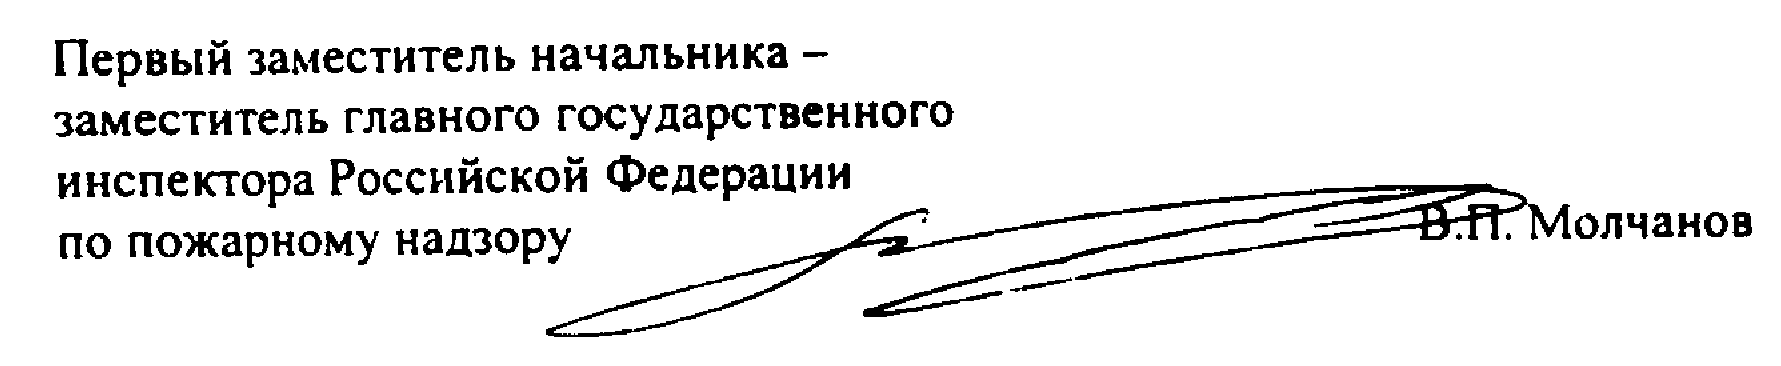 Первый заместитель начальника –
заместитель главного государственного
инспектора Российской Федерации
по пожарному надзору В.П. Молчанов